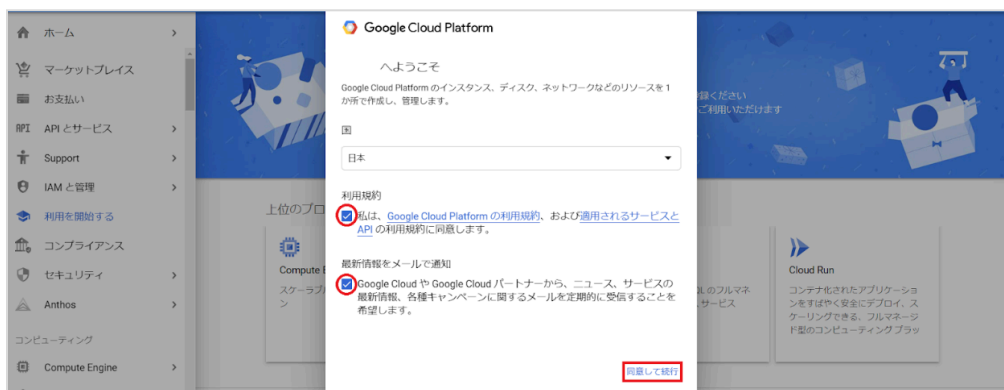 ホーム
マーケットプレイス
お支払い
API API とサービス
Support
IAM と管理
利用を開始する
コンプライアンス
セキュリティ
Anthos
コンピューティング
Compute Engine
上位のプロ
Compute E
スケーラブル
ン
Google Cloud Platform
へようこそ
Google Cloud Platform のインスタンス、ディスク、ネットワークなどのリソースを 1
か所で作成し、管理します。
国
日本
利用規約
私は、Google Cloud Platform の利用規約、および適用されるサービスと
API の利用規約に同意します。
最新情報をメールで通知
Google Cloud や Google Cloud パートナーから、ニュース、サービスの
最新情報、各種キャンペーンに関するメールを定期的に受信することを
希望します。
同意して続行
録ください
ご利用いただけます
のフルマネ
サービス
Cloud Run
コンテナ化されたアプリケーショ
ンをすばやく安全にデプロイ、ス
ケーリングできる、フルマネージ
ド型のコンピューティング プラッ